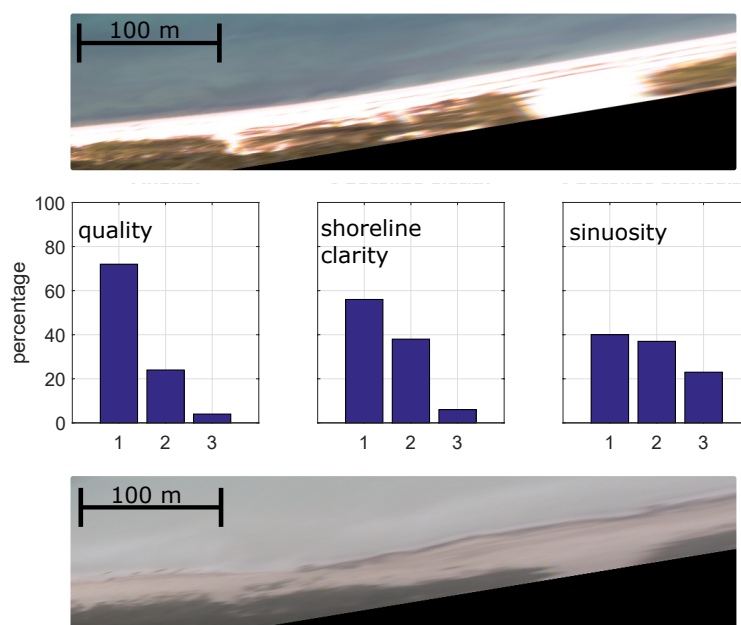 100 m
100
80
60
40
20
0
percentage
quality
1 2 3
shoreline
clarity
1 2 3
sinuosity
1 2 3
100 m